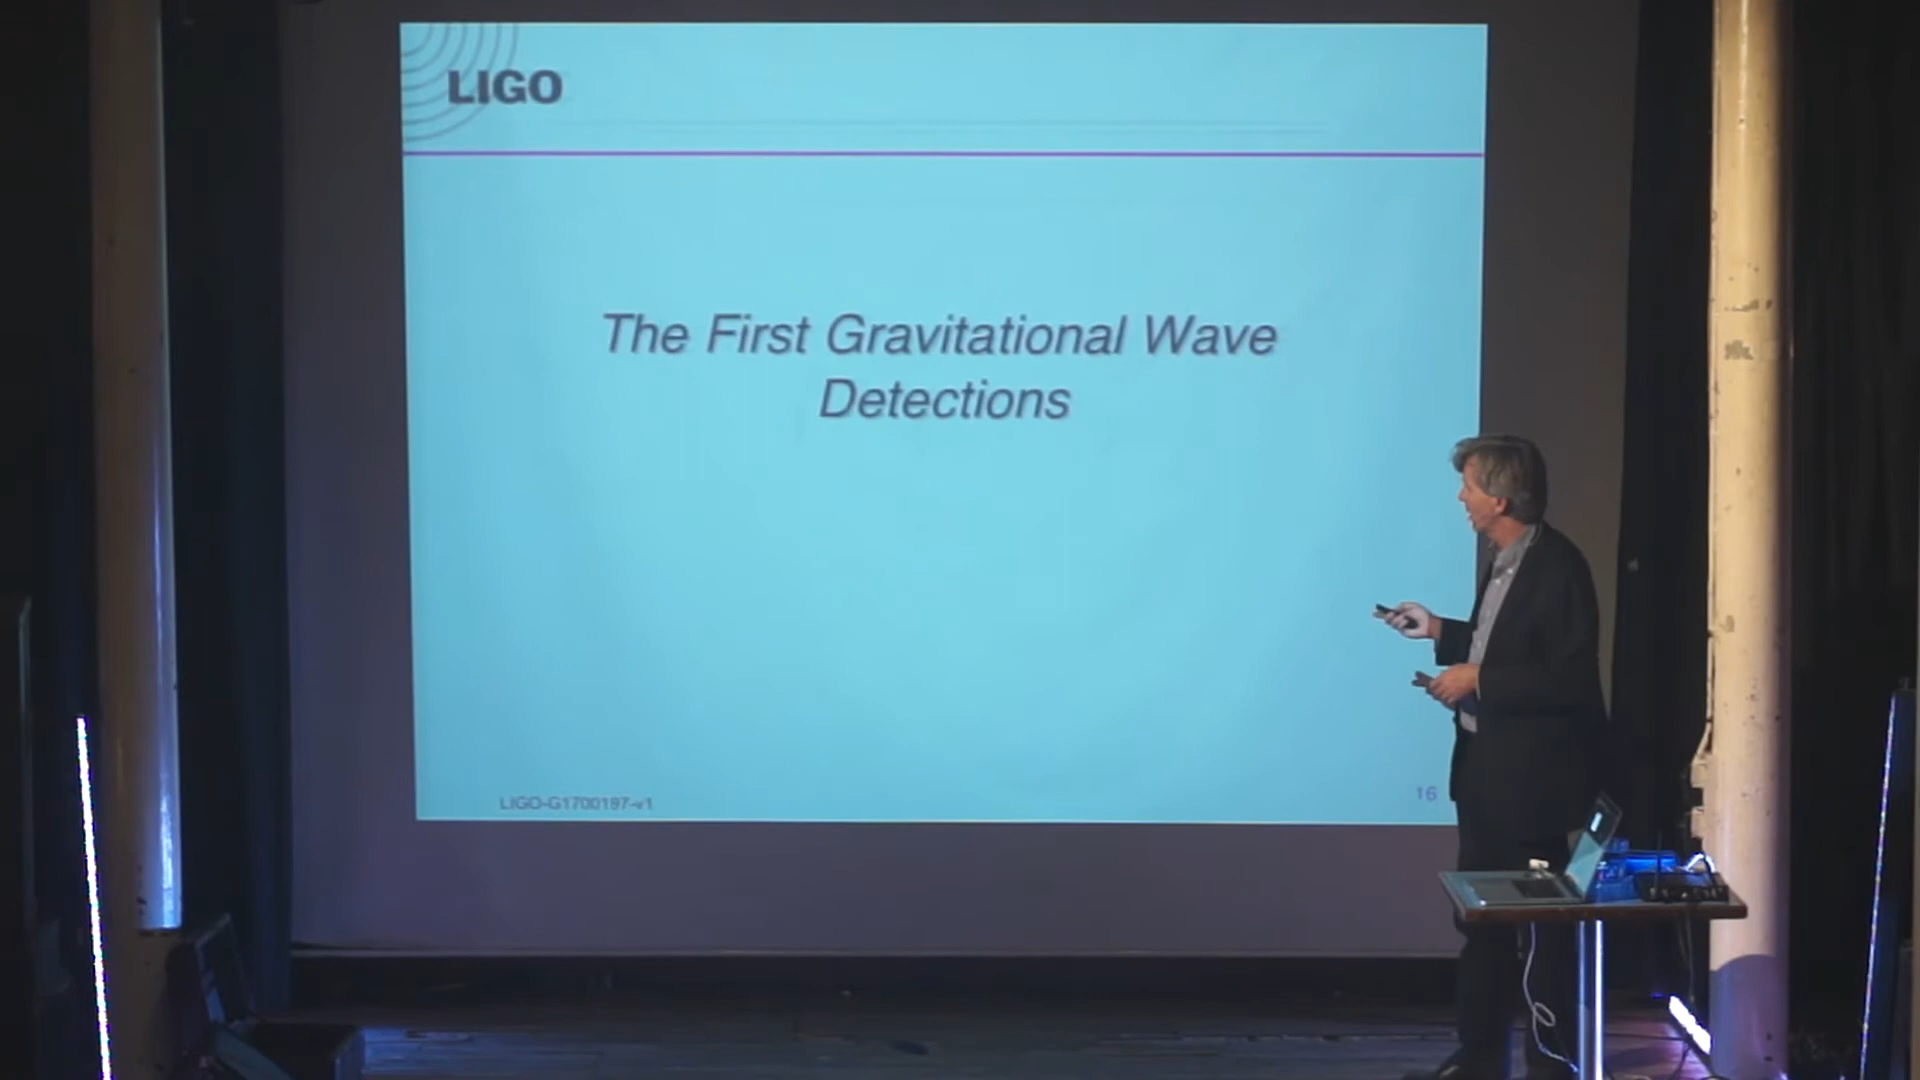 LIGO
The First Gravitational Wave
Detections
LIGO-G1700197-v1
16